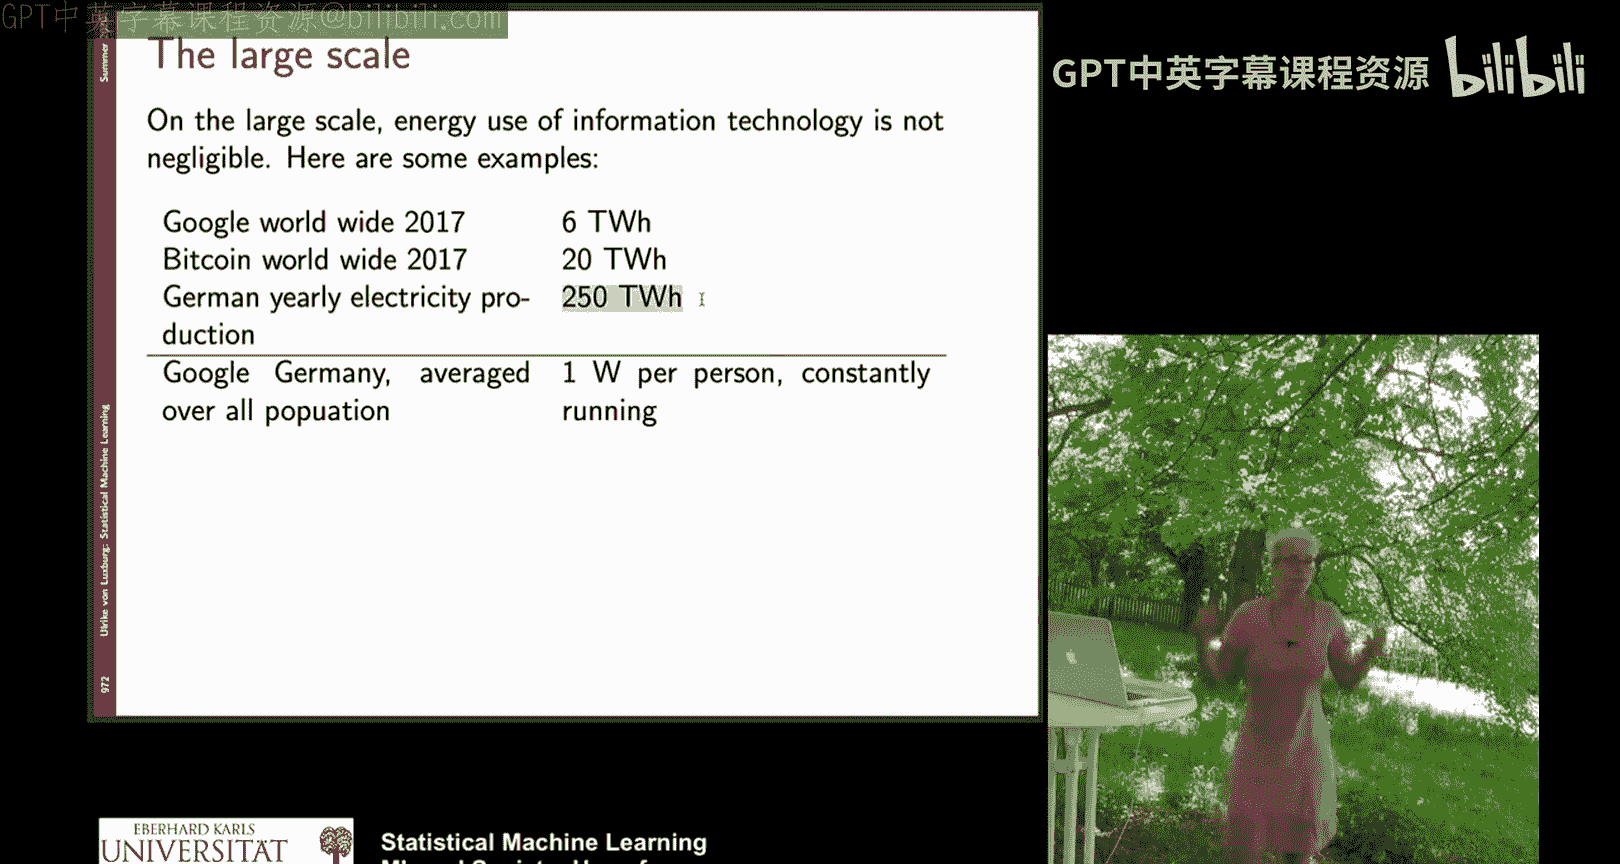 GPT中英字幕课程资源@bilibili.com
The large scale
On the large scale, energy use of information technology is not
negligible. Here are some examples:
Google world wide 2017 6 TWh
Bitcoin world wide 2017 20 TWh
German yearly electricity pro- 250 TWh
duction
Google Germany, averaged 1 W per person, constantly
over all popuation running
Summer
Ulrike von Luxburg: Statistical Machine Learning
972
GPT中英字幕课程资源 bilibili
EBERHARD KARLS
UNIVERSITÄT
Statistical Machine Learning